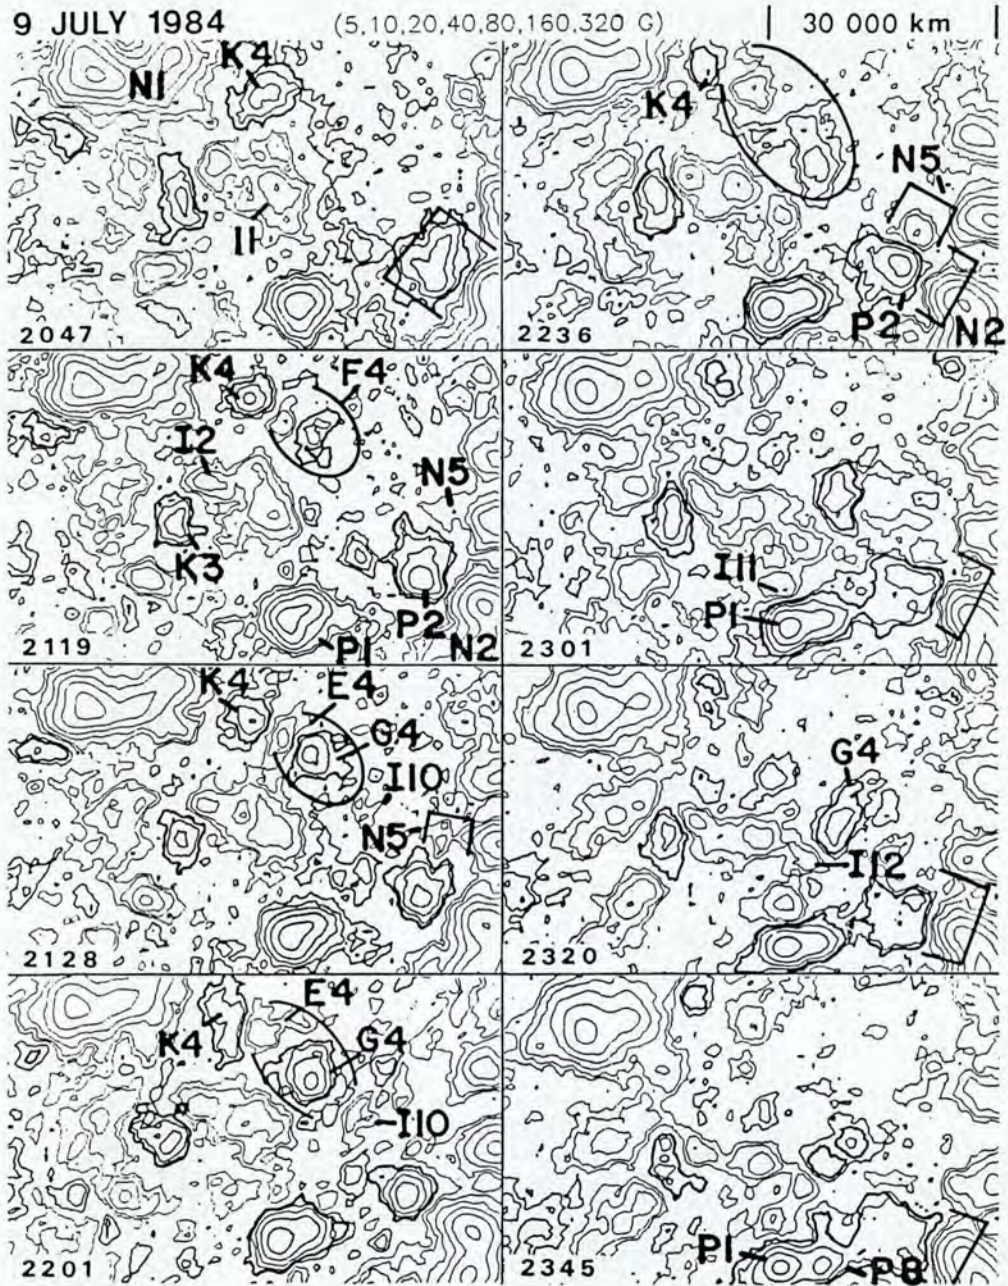 9 JULY 1984 (5,10,20,40,80,160,320 G) 30 000 km
N1
K4
I1
2047
K4
N5
P2
N2
2236
K4
F4
I2
N5
K3
P2
N2
P1
2119
I11
P1
2301
K4
E4
G4
I10
N5
2128
G4
I12
2320
E4
K4
G4
I10
2201
P1
P8
2345